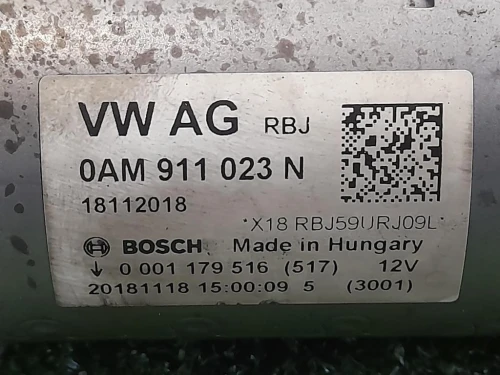 VW AG RBJ
0AM 911 023 N
18112018
*X18 RBJ59URJ09L*
BOSCH Made in Hungary
↓ 0 001 179 516 (517) 12V
20181118 15:00:09 5 (3001)